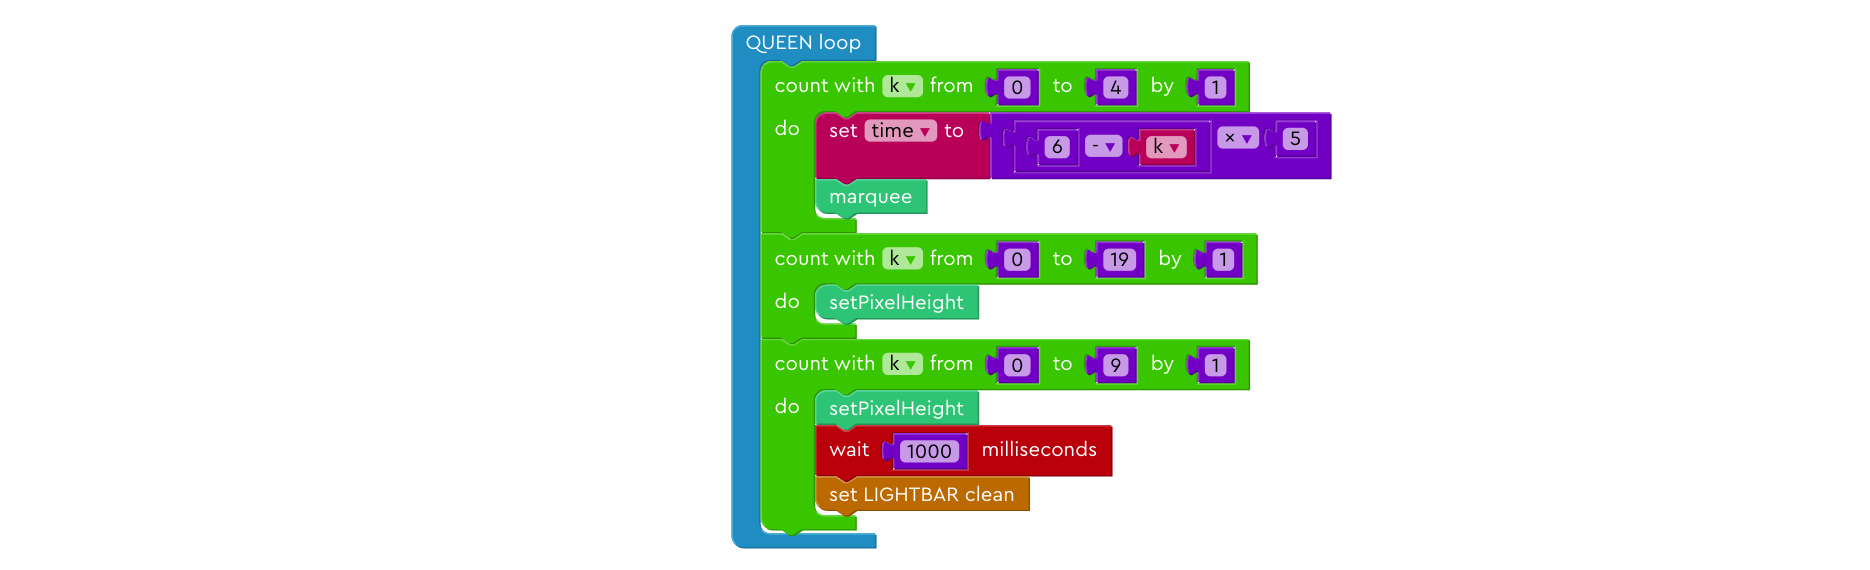 QUEEN loop
count with k ▼ from 0 to 4 by 1
do set time ▼ to 6 - ▼ k ▼ × ▼ 5
marquee
count with k ▼ from 0 to 19 by 1
do setPixelHeight
count with k ▼ from 0 to 9 by 1
do setPixelHeight
wait 1000 milliseconds
set LIGHTBAR clean